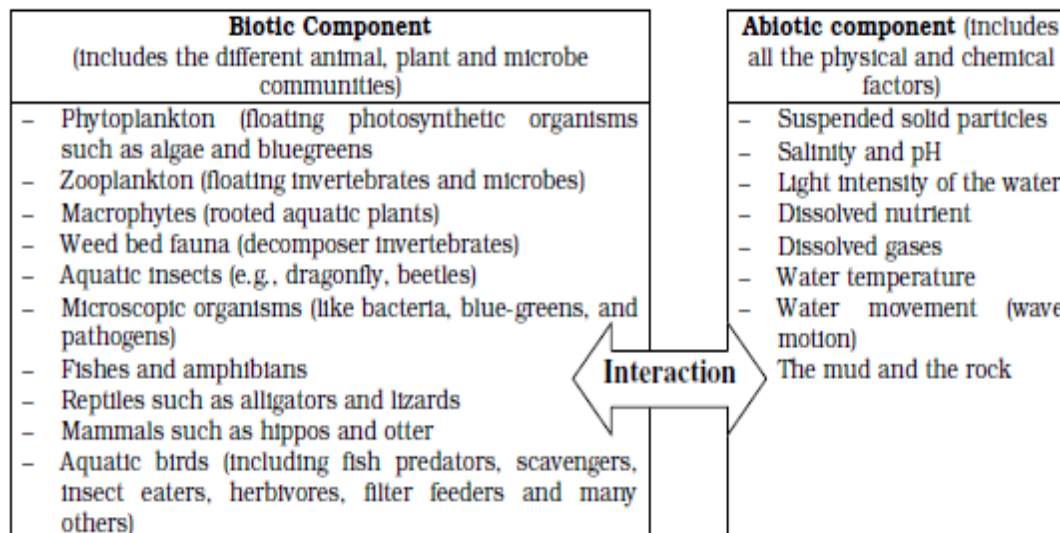 Biotic Component
(includes the different animal, plant and microbe
communities)
– Phytoplankton (floating photosynthetic organisms
such as algae and bluegreens
– Zooplankton (floating invertebrates and microbes)
– Macrophytes (rooted aquatic plants)
– Weed bed fauna (decomposer invertebrates)
– Aquatic insects (e.g., dragonfly, beetles)
– Microscopic organisms (like bacteria, blue-greens, and
pathogens)
– Fishes and amphibians
– Reptiles such as alligators and lizards
– Mammals such as hippos and otter
– Aquatic birds (including fish predators, scavengers,
insect eaters, herbivores, filter feeders and many
others)
Interaction
Abiotic component (includes
all the physical and chemical
factors)
– Suspended solid particles
– Salinity and pH
– Light intensity of the water
– Dissolved nutrient
– Dissolved gases
– Water temperature
– Water movement (wave
motion)
The mud and the rock